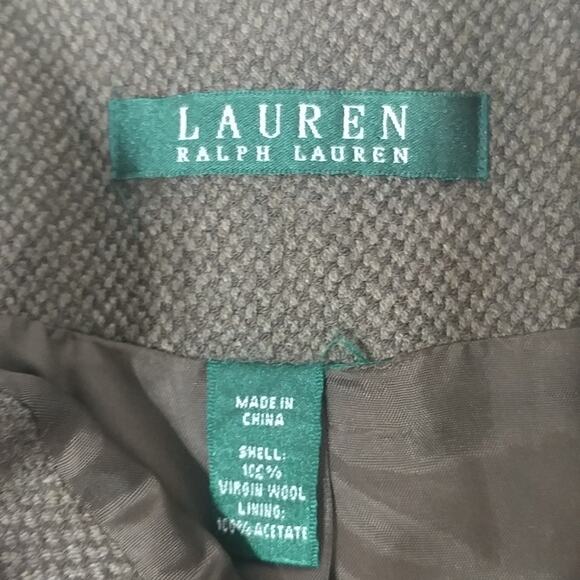 LAUREN
RALPH LAUREN
MADE IN
CHINA
SHELL:
100%
VIRGIN WOOL
LINING:
100% ACETATE